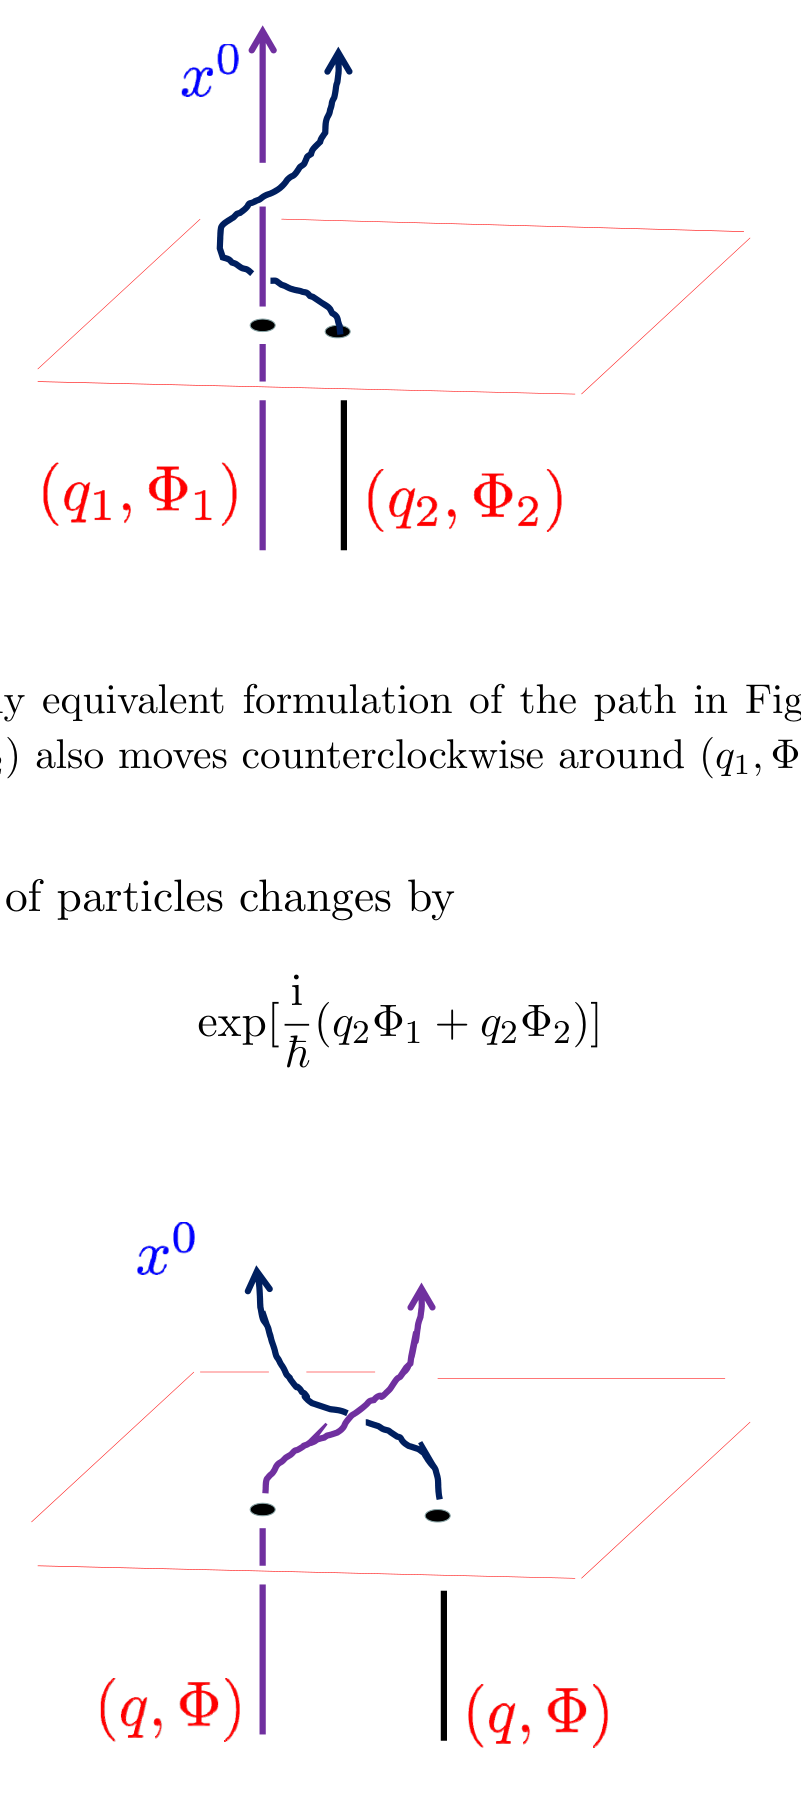 x^0
(q_1, Φ_1) (q_2, Φ_2)
y equivalent formulation of the path in Fig
) also moves counterclockwise around (q_1, Φ
of particles changes by
exp[i/ħ(q_2Φ_1 + q_2Φ_2)]
x^0
(q, Φ) (q, Φ)